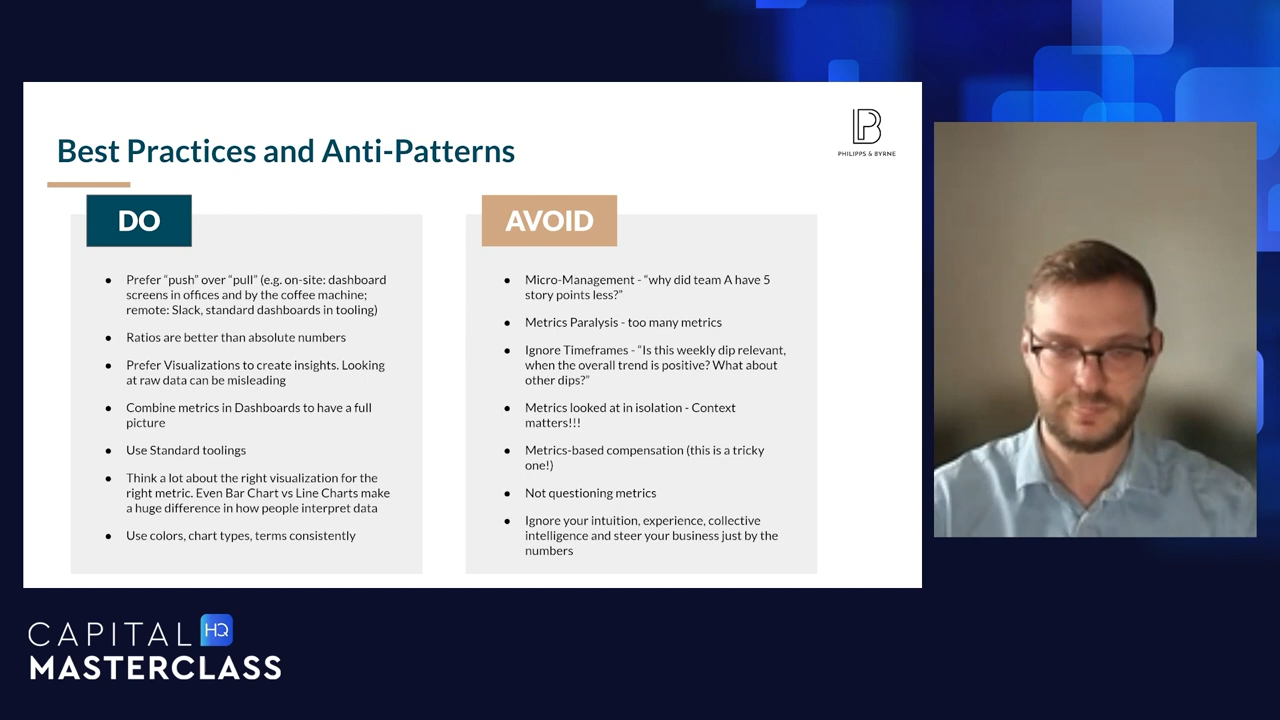 Best Practices and Anti-Patterns
PB
PHILIPPS & BYRNE
DO
● Prefer “push” over “pull” (e.g. on-site: dashboard
screens in offices and by the coffee machine;
remote: Slack, standard dashboards in tooling)
● Ratios are better than absolute numbers
● Prefer Visualizations to create insights. Looking
at raw data can be misleading
● Combine metrics in Dashboards to have a full
picture
● Use Standard toolings
● Think a lot about the right visualization for the
right metric. Even Bar Chart vs Line Charts make
a huge difference in how people interpret data
● Use colors, chart types, terms consistently
AVOID
● Micro-Management - “why did team A have 5
story points less?”
● Metrics Paralysis - too many metrics
● Ignore Timeframes - “Is this weekly dip relevant,
when the overall trend is positive? What about
other dips?”
● Metrics looked at in isolation - Context
matters!!!
● Metrics-based compensation (this is a tricky
one!)
● Not questioning metrics
● Ignore your intuition, experience, collective
intelligence and steer your business just by the
numbers
CAPITAL HQ
MASTERCLASS